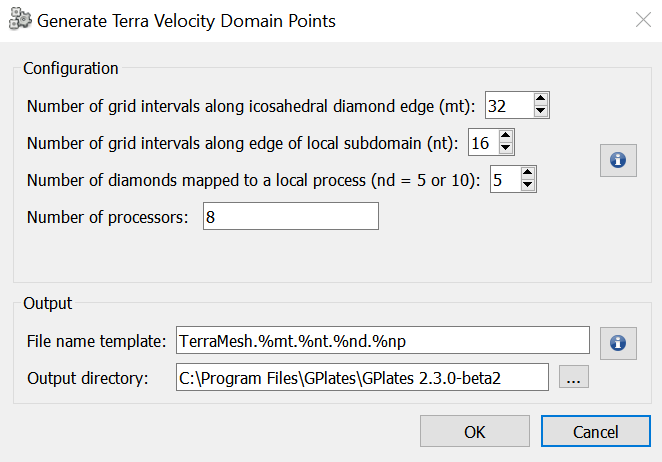 Generate Terra Velocity Domain Points
Configuration
Number of grid intervals along icosahedral diamond edge (mt): 32
Number of grid intervals along edge of local subdomain (nt): 16
Number of diamonds mapped to a local process (nd = 5 or 10): 5
Number of processors: 8
Output
File name template: TerraMesh.%mt.%nt.%nd.%np
Output directory: C:\Program Files\GPlates\GPlates 2.3.0-beta2 ...
OK Cancel